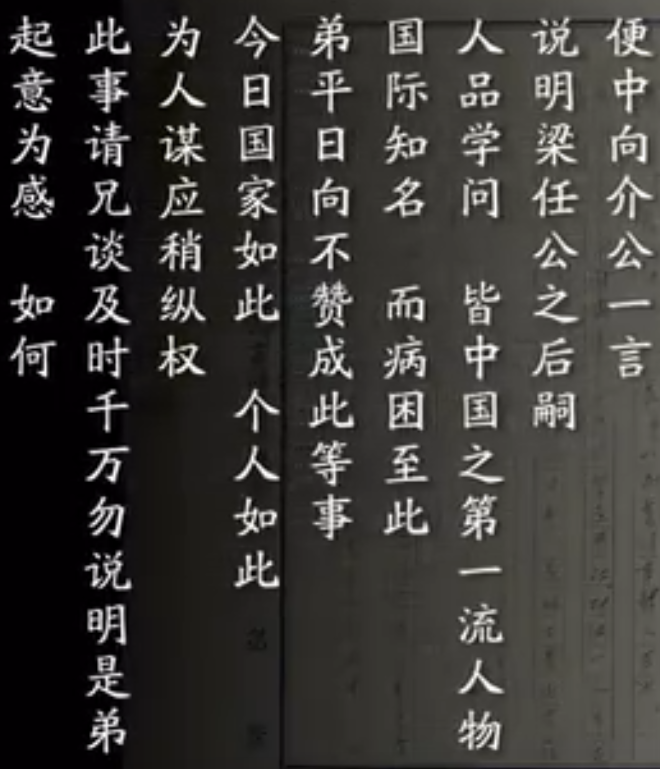 便中向介公一言
说明梁任公之后嗣
人品学问 皆中国之第一流人物
国际知名 而病困至此
弟平日向不赞成此等事
今日国家如此 个人如此
为人谋应稍纵权
此事请兄谈及时千万勿说明是弟
起意为感 如何